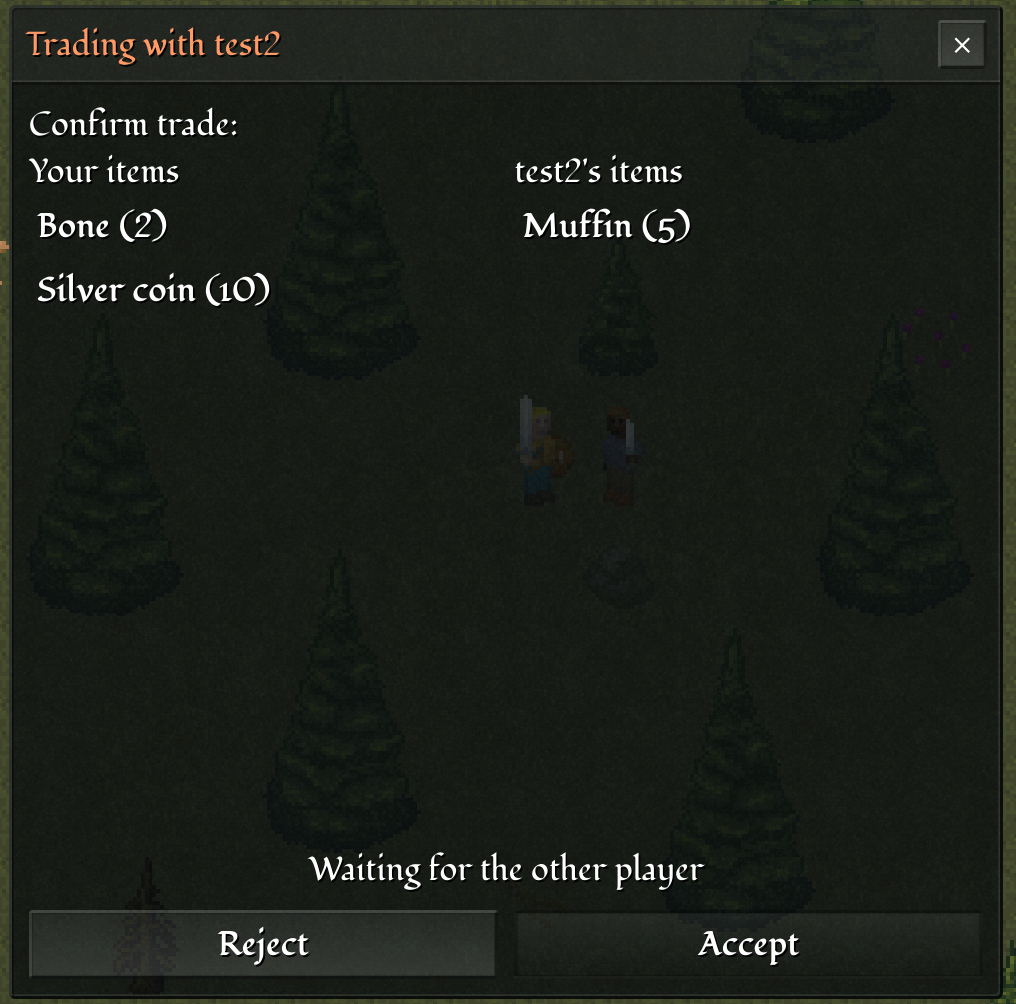 Trading with test2
Confirm trade:
Your items
test2's items
Bone (2)
Muffin (5)
Silver coin (10)
Waiting for the other player
Reject
Accept